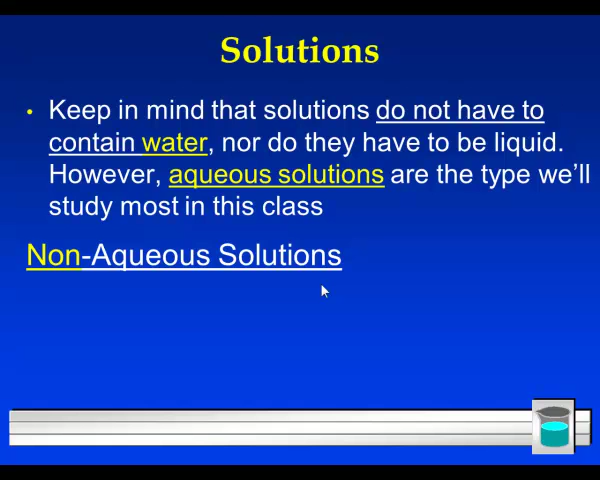 Solutions
• Keep in mind that solutions do not have to
contain water, nor do they have to be liquid.
However, aqueous solutions are the type we'll
study most in this class
Non-Aqueous Solutions